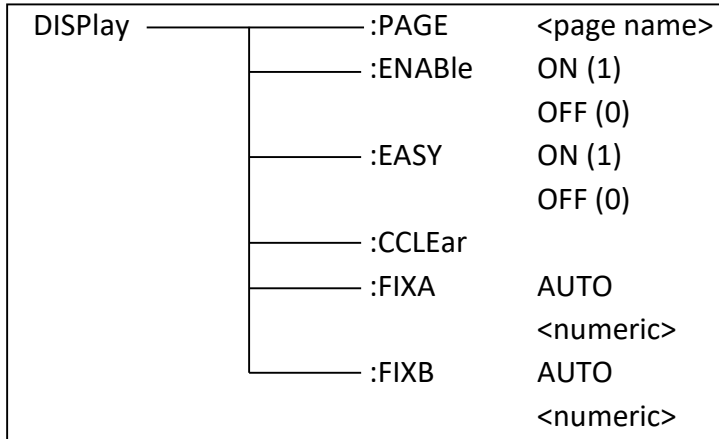 DISPlay :PAGE <page name>
:ENABle ON (1)
OFF (0)
:EASY ON (1)
OFF (0)
:CCLEar
:FIXA AUTO
<numeric>
:FIXB AUTO
<numeric>